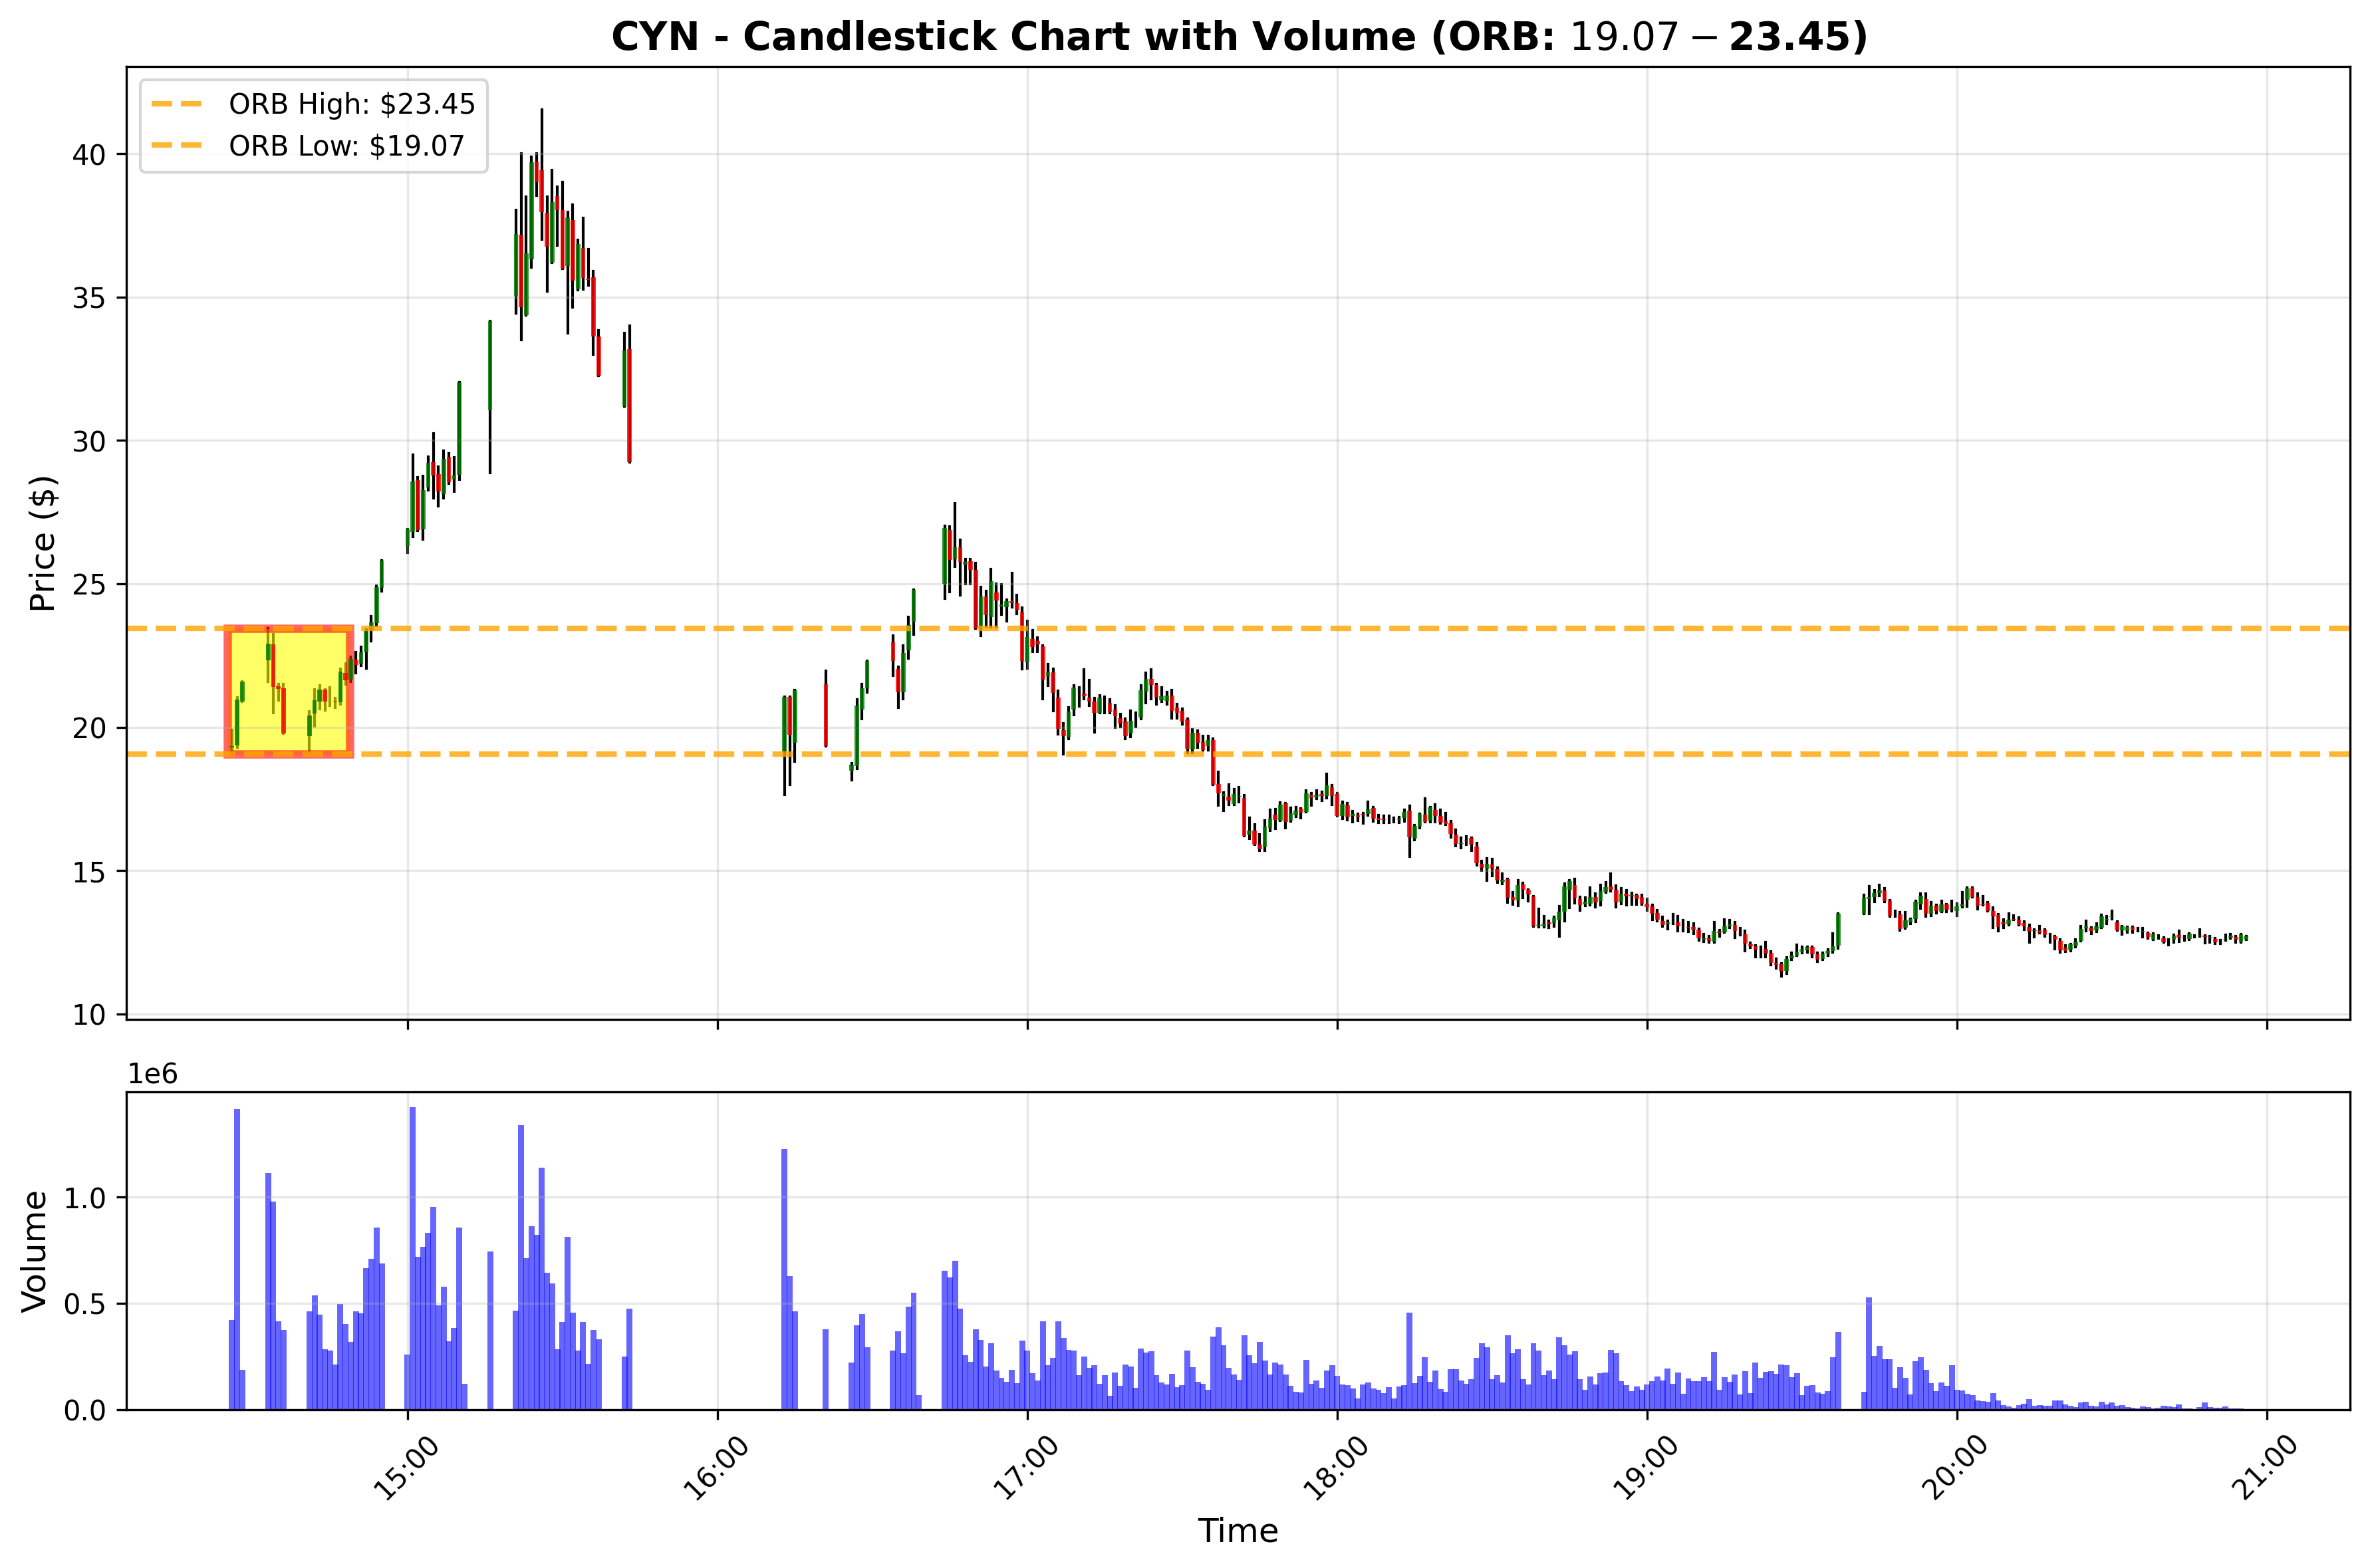 CYN - Candlestick Chart with Volume (ORB: 19.07 − 23.45)
ORB High: $23.45
ORB Low: $19.07
Price ($)
40
35
30
25
20
15
10
1e6
Volume
1.0
0.5
0.0
15:00
16:00
17:00
18:00
19:00
20:00
21:00
Time